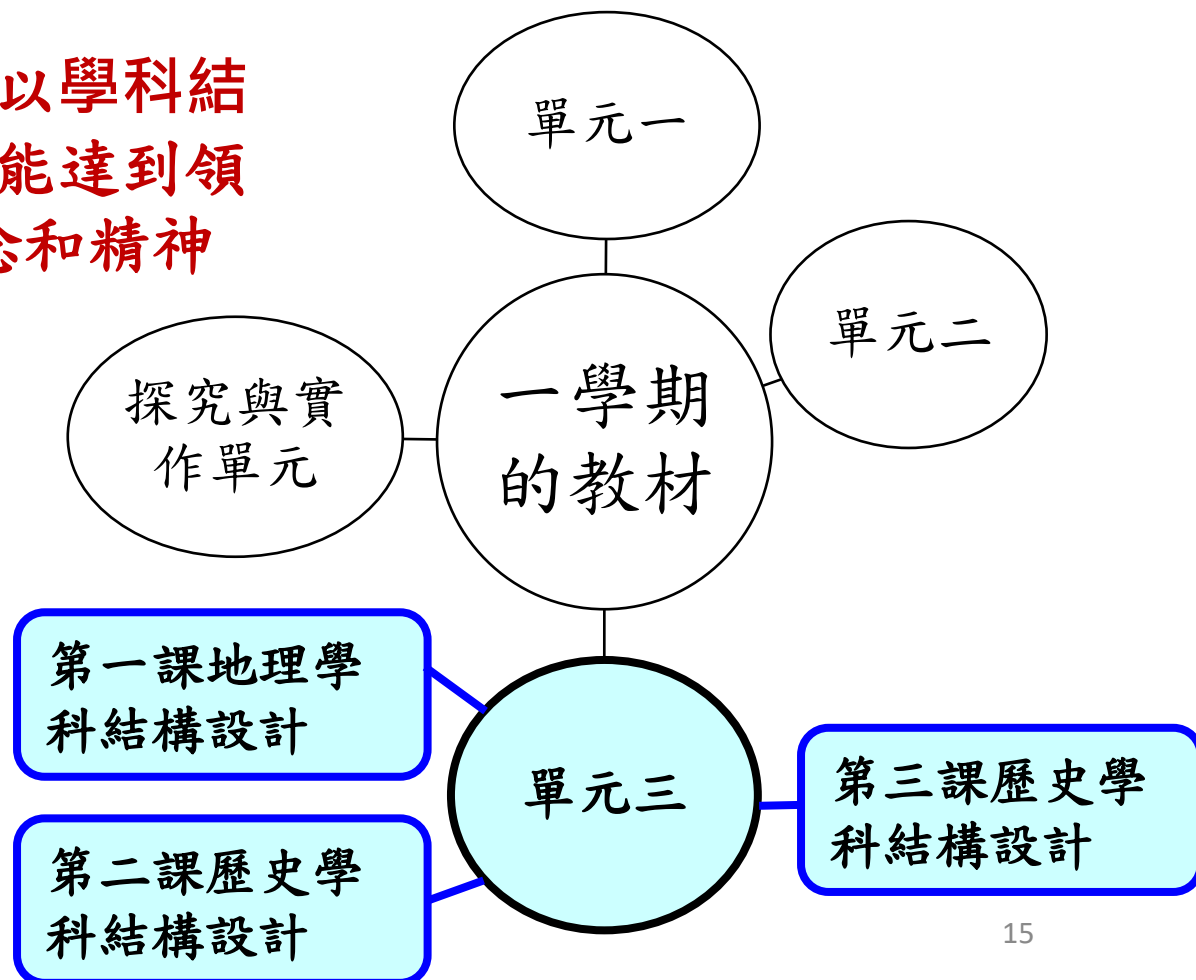 以學科結
能達到領
念和精神
單元一
單元二
探究與實
作單元
一學期
的教材
第一課地理學
科結構設計
單元三
第三課歷史學
科結構設計
第二課歷史學
科結構設計
15